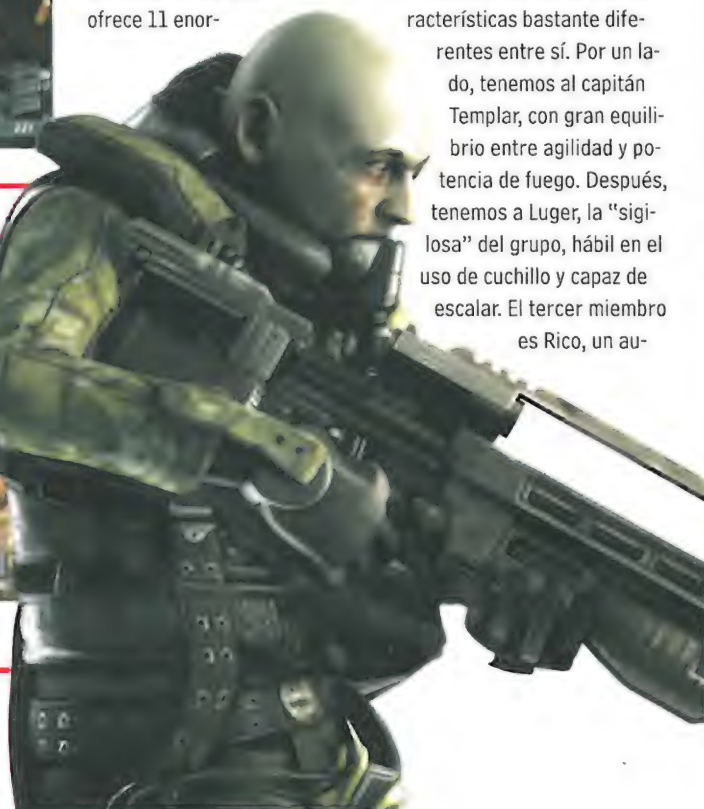 ofrece 11 enor-
racterísticas bastante dife-
rentes entre sí. Por un la-
do, tenemos al capitán
Templar, con gran equili-
brio entre agilidad y po-
tencia de fuego. Después,
tenemos a Luger, la "sigi-
losa" del grupo, hábil en el
uso de cuchillo y capaz de
escalar. El tercer miembro
es Rico, un au-